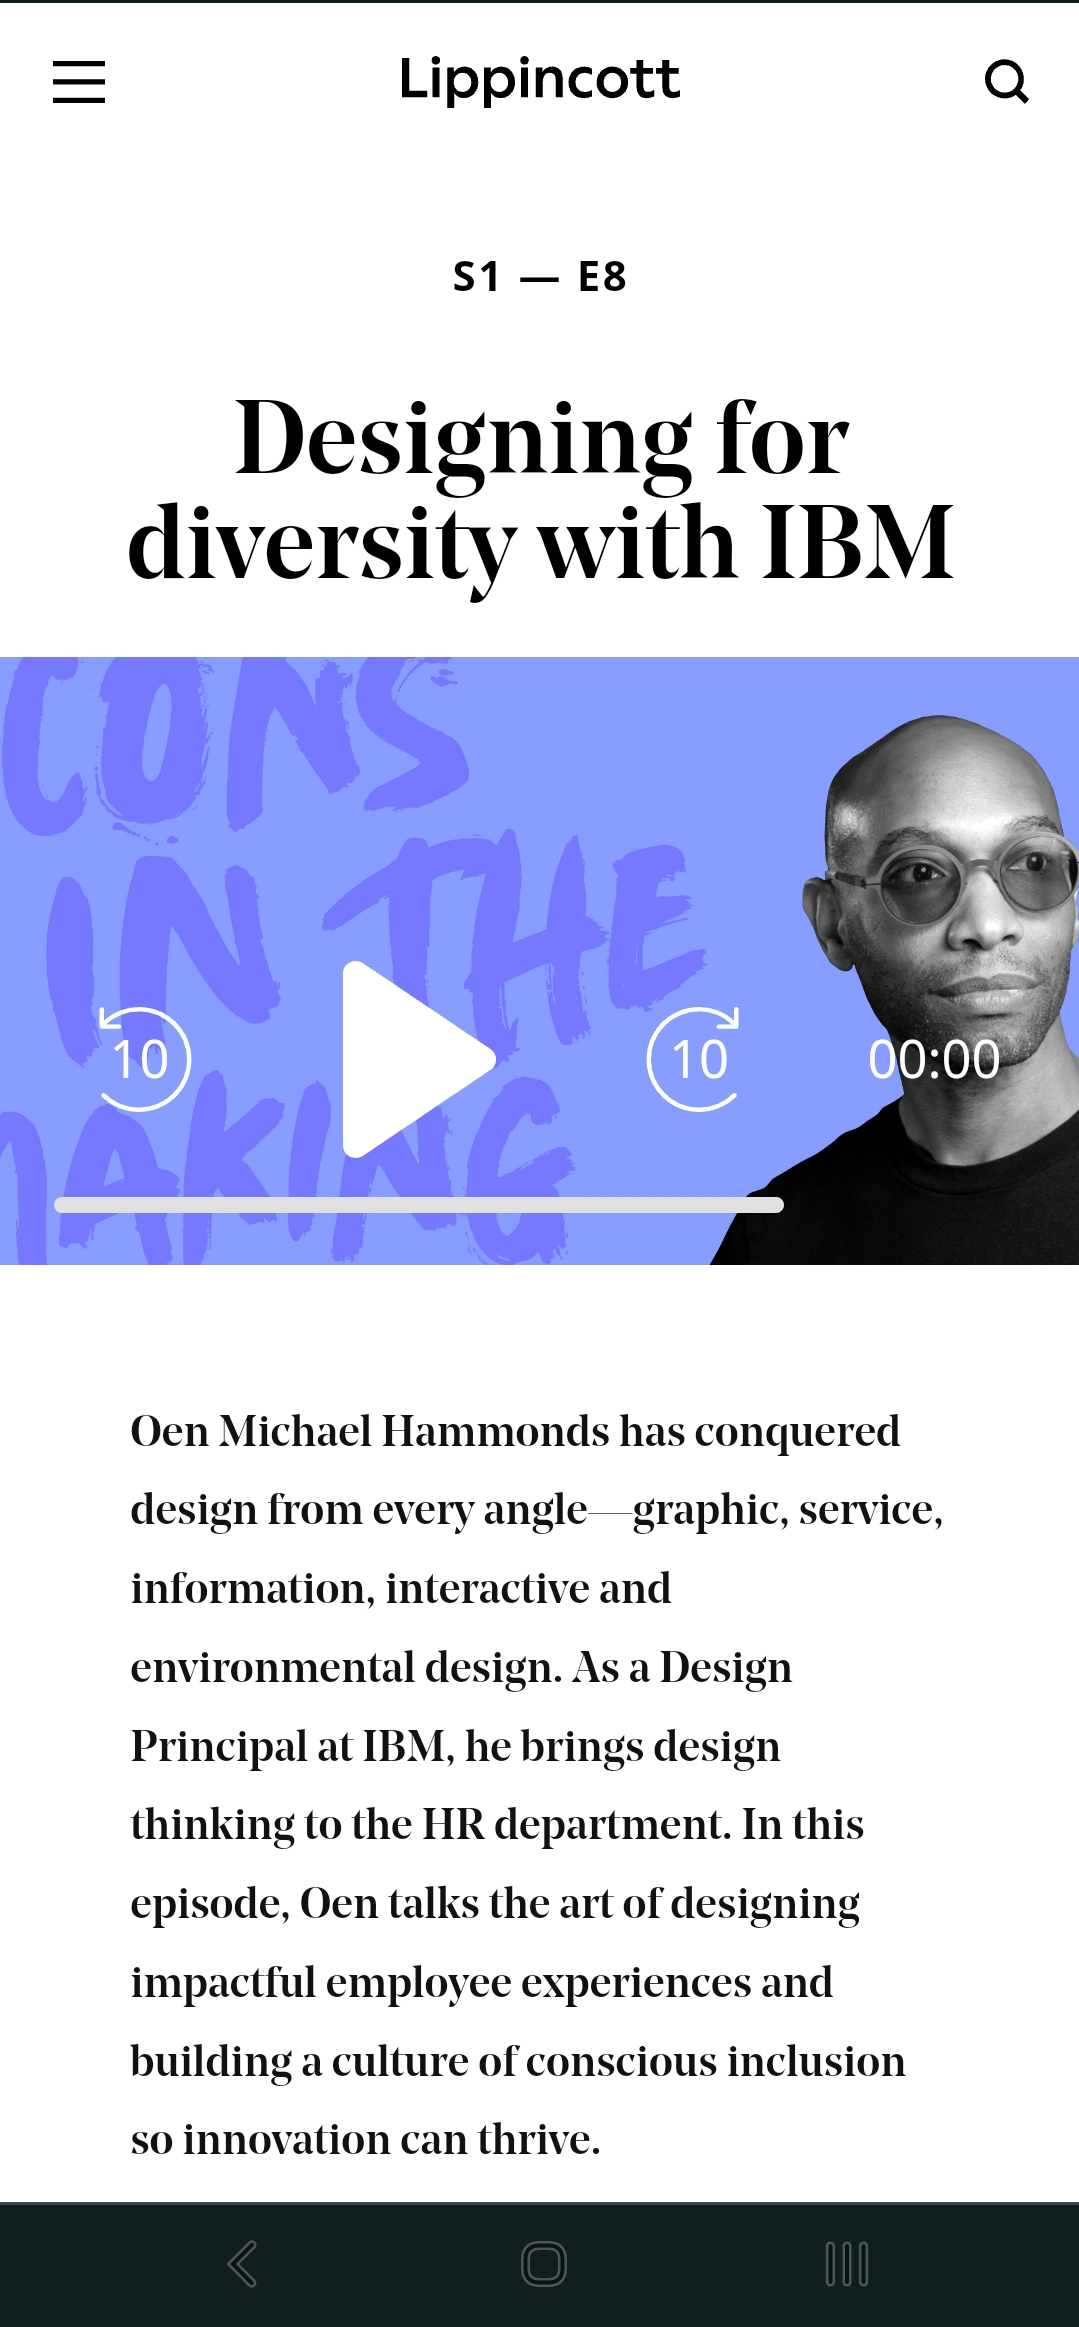 Lippincott
S1 — E8
Designing for
diversity with IBM
ICONS
IN THE
MAKING
10
10
00:00
Oen Michael Hammonds has conquered
design from every angle—graphic, service,
information, interactive and
environmental design. As a Design
Principal at IBM, he brings design
thinking to the HR department. In this
episode, Oen talks the art of designing
impactful employee experiences and
building a culture of conscious inclusion
so innovation can thrive.